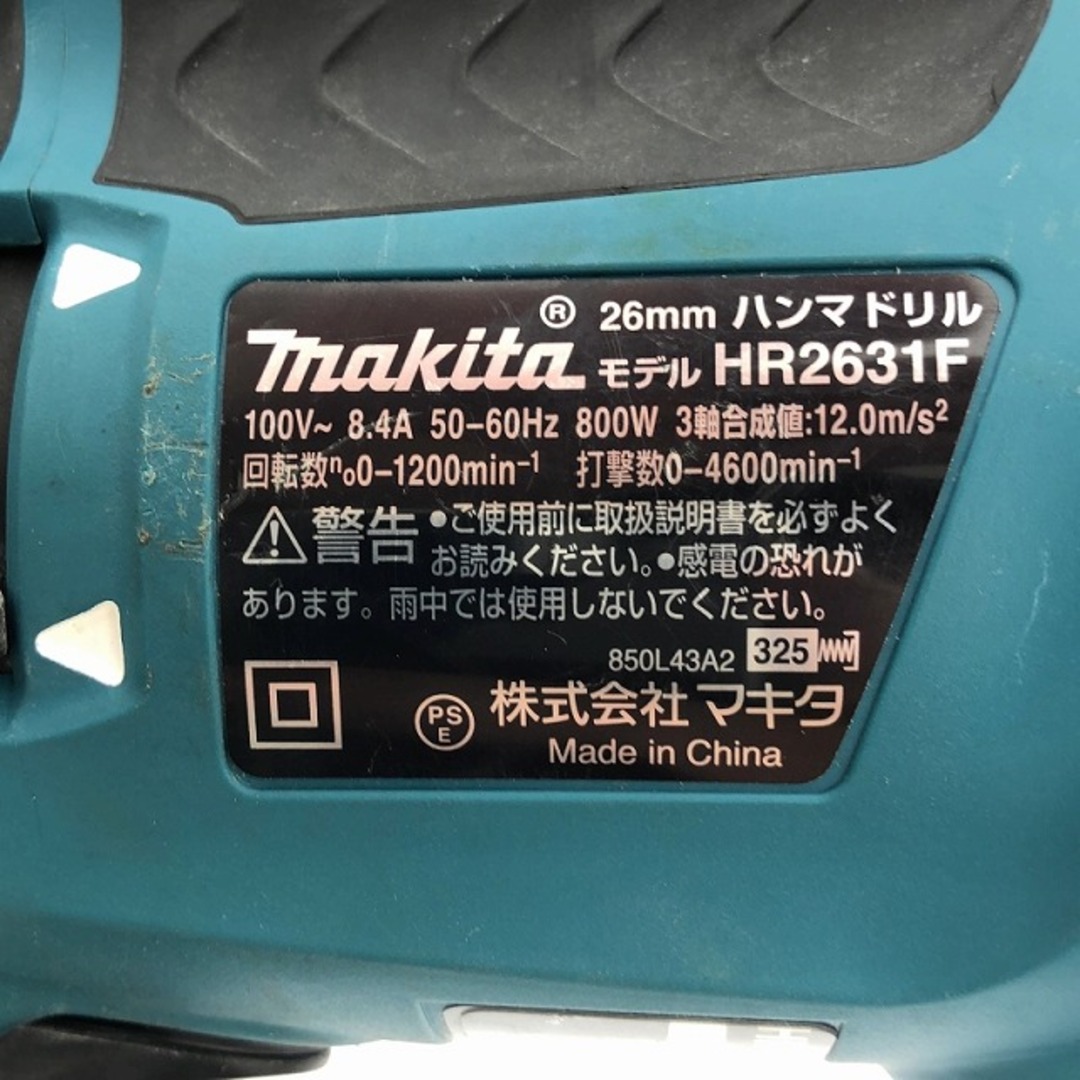 makita® 26mm ハンマドリル
モデル HR2631F
100V~ 8.4A 50-60Hz 800W 3軸合成値:12.0m/s²
回転数n₀0-1200min⁻¹ 打撃数0-4600min⁻¹
⚠警告 •ご使用前に取扱説明書を必ずよく
お読みください。•感電の恐れが
あります。雨中では使用しないでください。
850L43A2 325
PSE 株式会社マキタ
Made in China